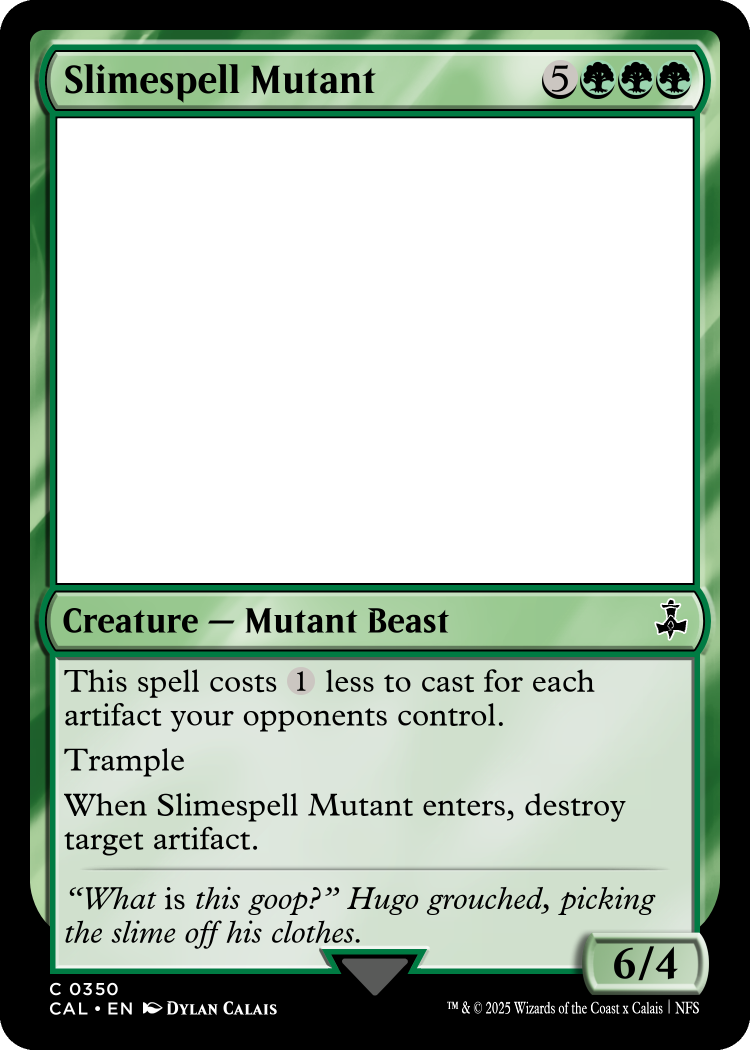 Slimespell Mutant 5
Creature — Mutant Beast
This spell costs 1 less to cast for each
artifact your opponents control.
Trample
When Slimespell Mutant enters, destroy
target artifact.
“What is this goop?” Hugo grouched, picking
the slime off his clothes.
6/4
C 0350
CAL • EN Dylan Calais
™ & © 2025 Wizards of the Coast x Calais | NFS